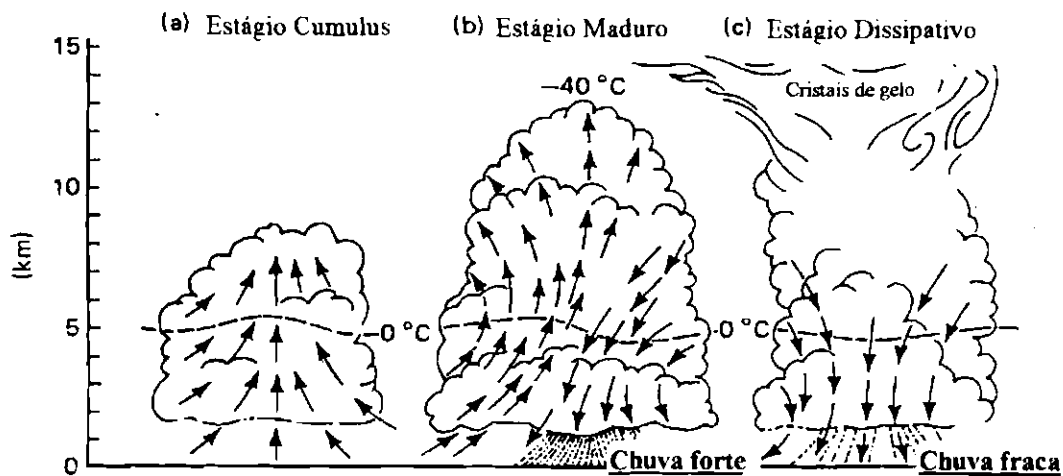 (a) Estágio Cumulus
(b) Estágio Maduro
(c) Estágio Dissipativo
15
10
5
0
(km)
–40 °C
Cristais de gelo
0 °C
0 °C
Chuva forte
Chuva fraca